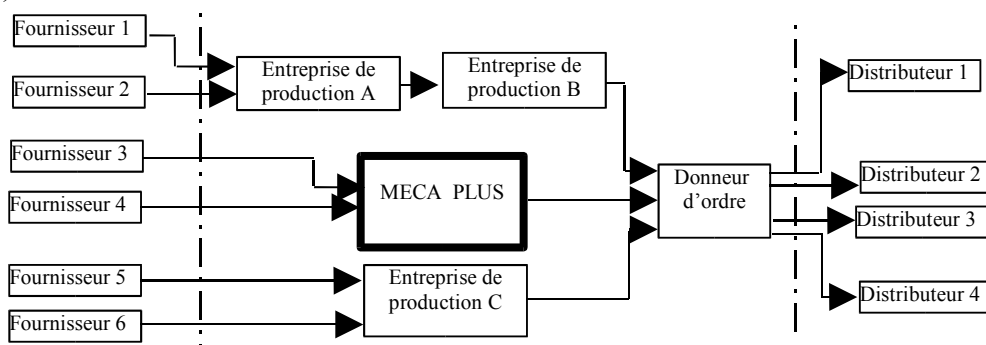 Fournisseur 1
Fournisseur 2
Fournisseur 3
Fournisseur 4
Fournisseur 5
Fournisseur 6
Entreprise de
production A
Entreprise de
production B
MECA PLUS
Entreprise de
production C
Donneur
d'ordre
Distributeur 1
Distributeur 2
Distributeur 3
Distributeur 4